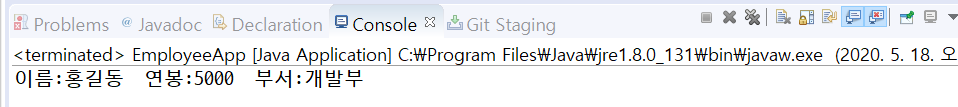 Problems @ Javadoc Declaration Console Git Staging
<terminated> EmployeeApp [Java Application] C:₩Program Files₩Java₩jre1.8.0_131₩bin₩javaw.exe (2020. 5. 18. 오
이름:홍길동 연봉:5000 부서:개발부